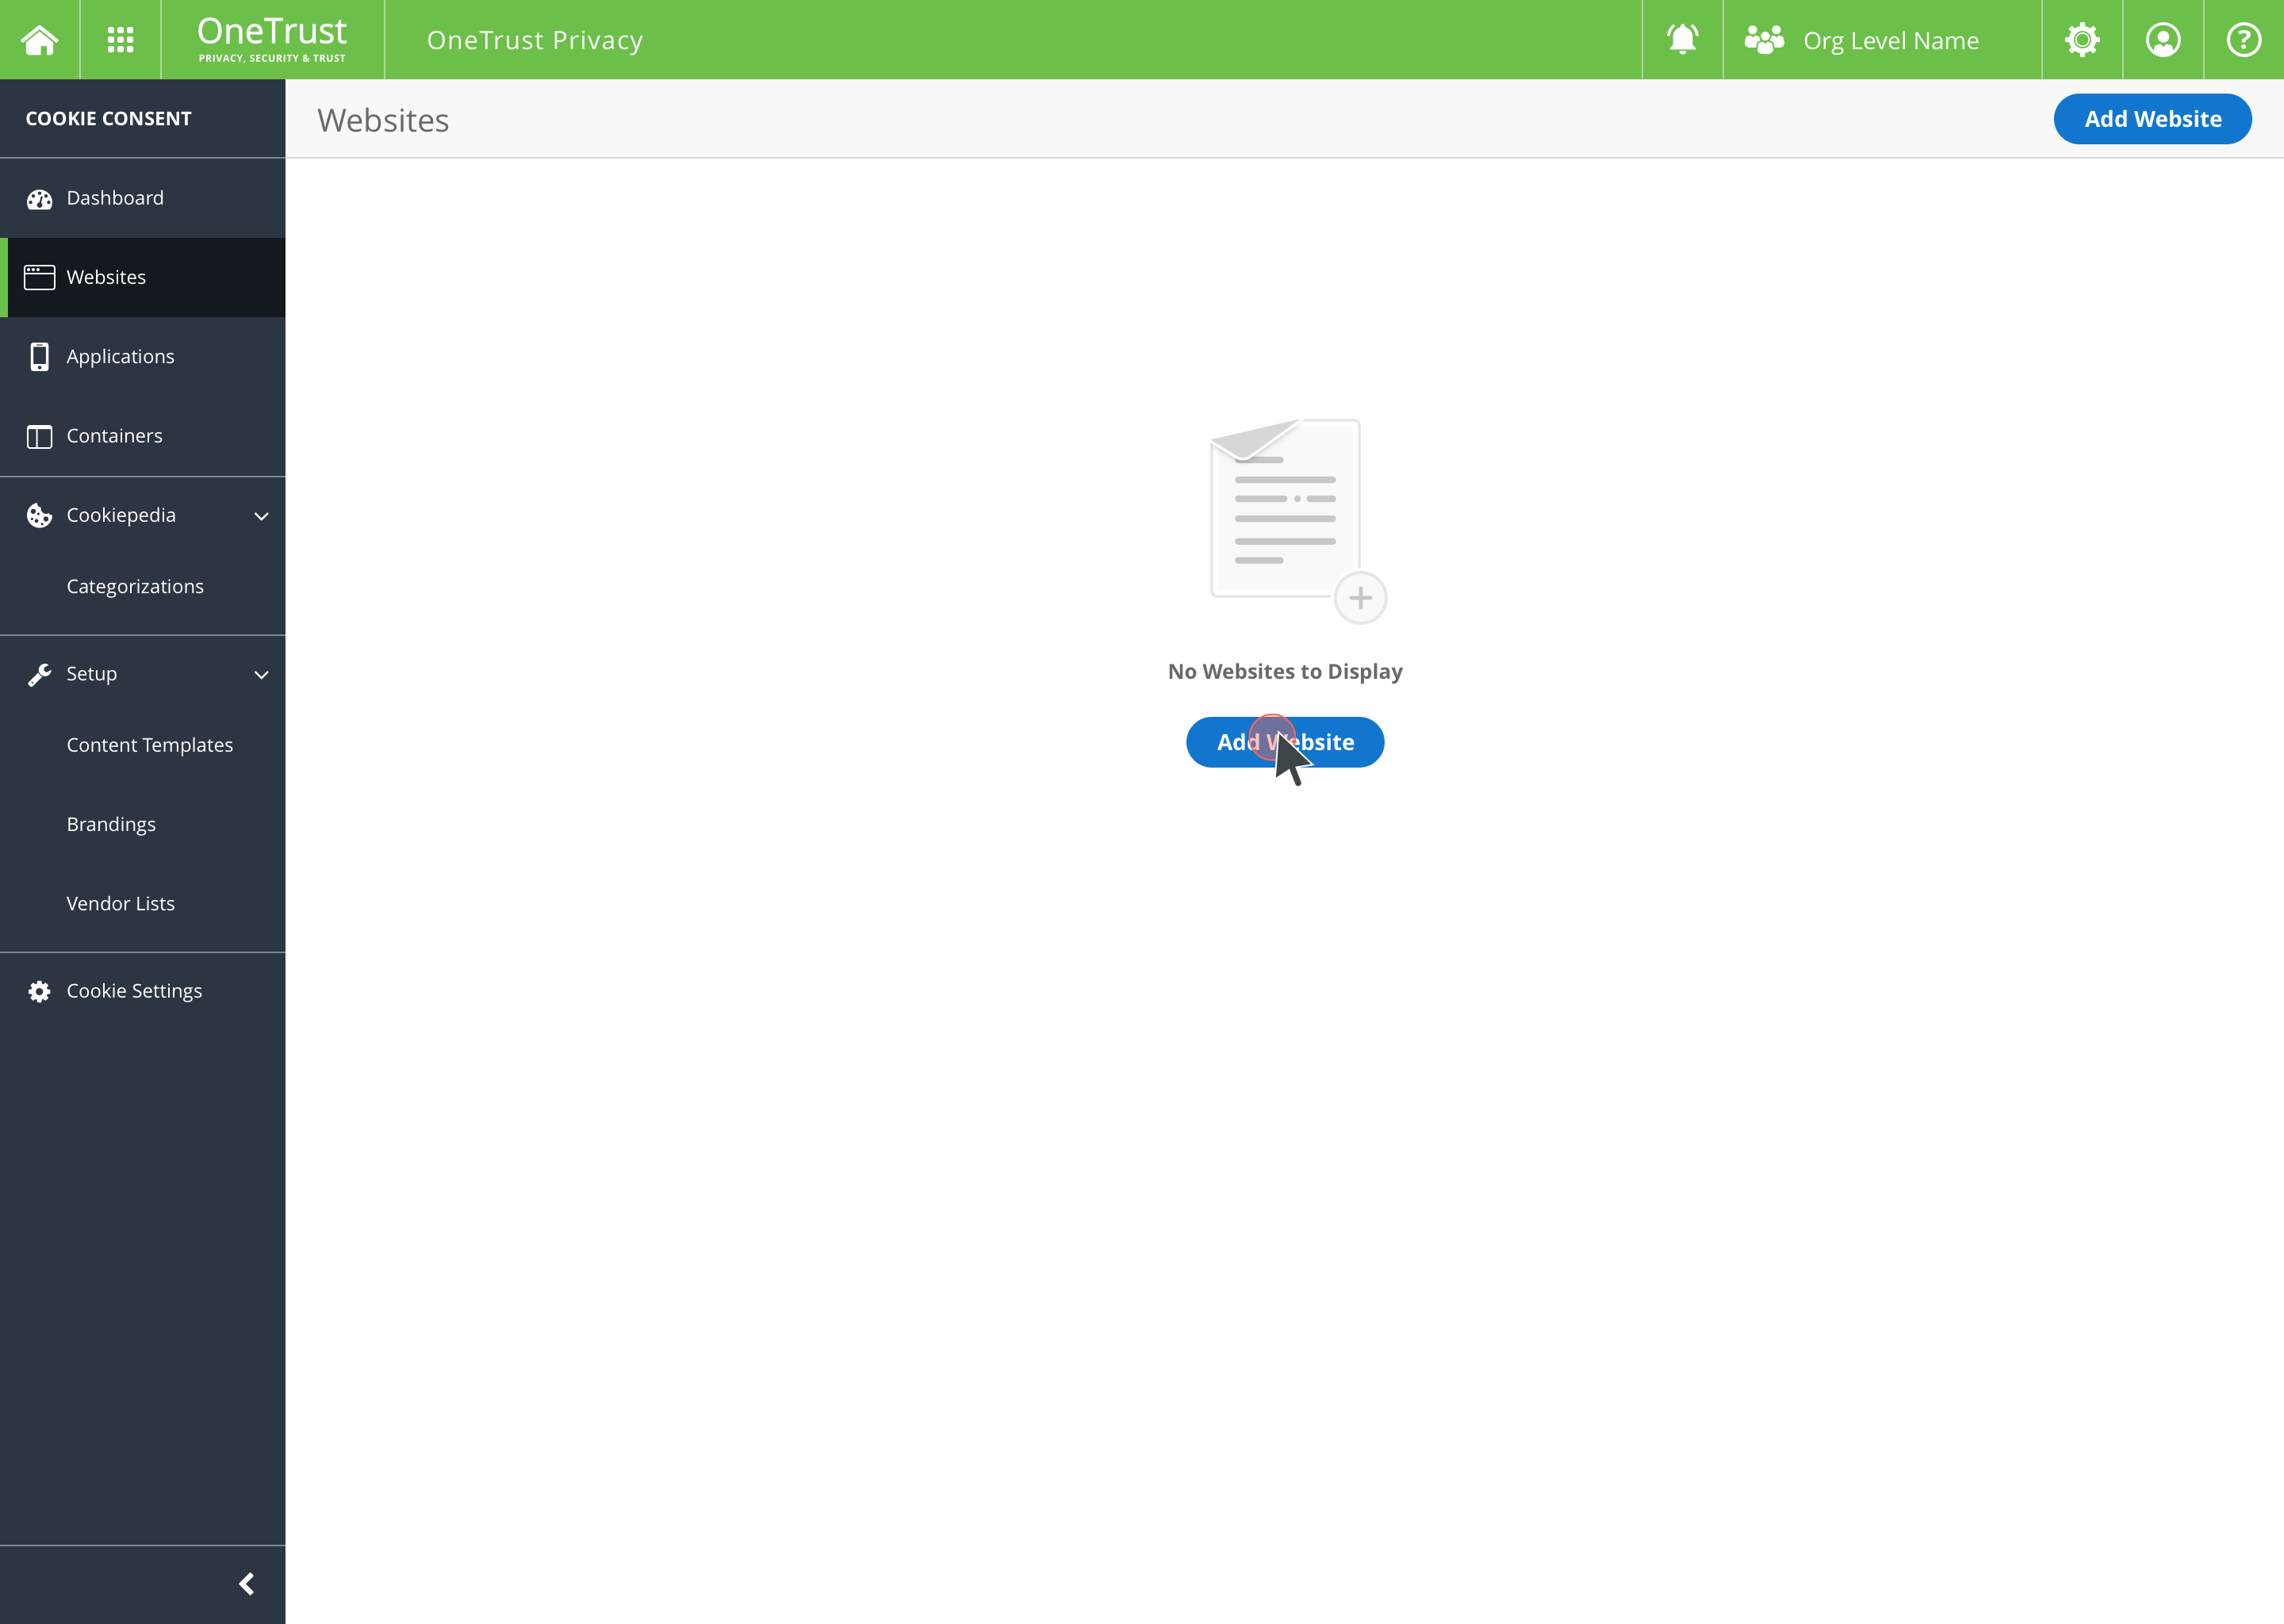 OneTrust
PRIVACY, SECURITY & TRUST
OneTrust Privacy
Org Level Name
?
COOKIE CONSENT
Websites
Add Website
Dashboard
Websites
Applications
Containers
Cookiepedia
Categorizations
Setup
Content Templates
Brandings
Vendor Lists
Cookie Settings
No Websites to Display
Add Website